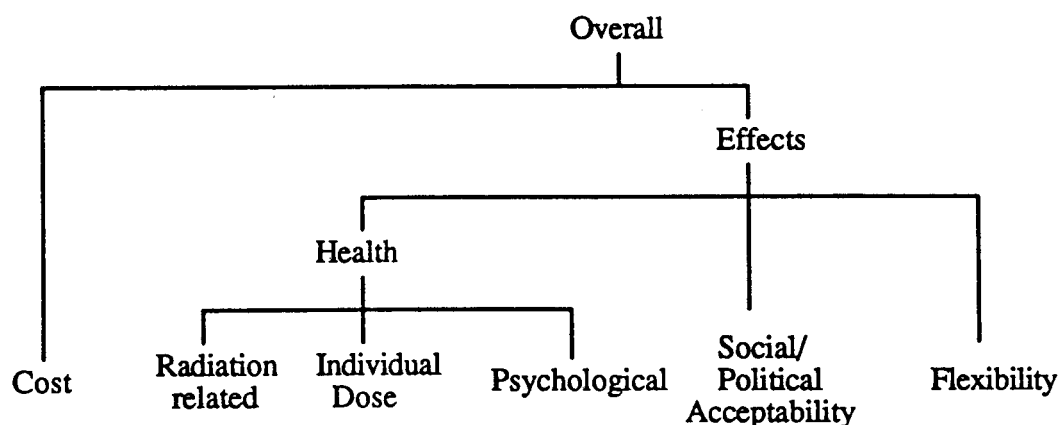 Overall
Effects
Health
Cost
Radiation
related
Individual
Dose
Psychological
Social/
Political
Acceptability
Flexibility